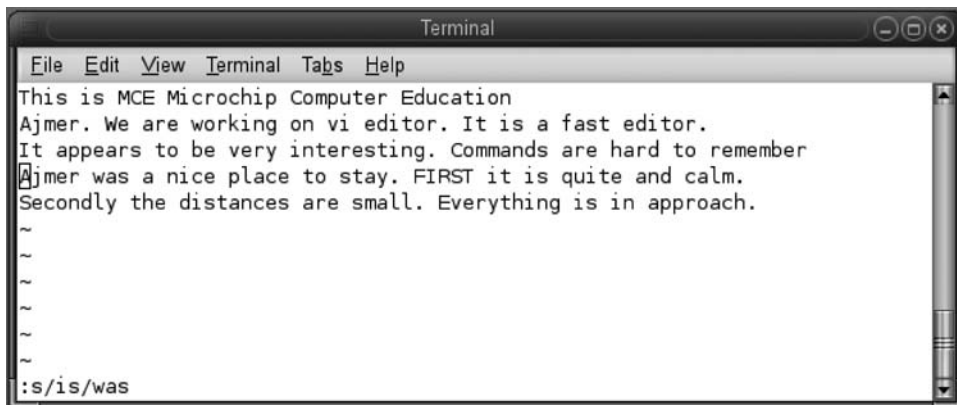 Terminal
File Edit View Terminal Tabs Help
This is MCE Microchip Computer Education
Ajmer. We are working on vi editor. It is a fast editor.
It appears to be very interesting. Commands are hard to remember
Ajmer was a nice place to stay. FIRST it is quite and calm.
Secondly the distances are small. Everything is in approach.
~
~
~
~
~
~
:s/is/was